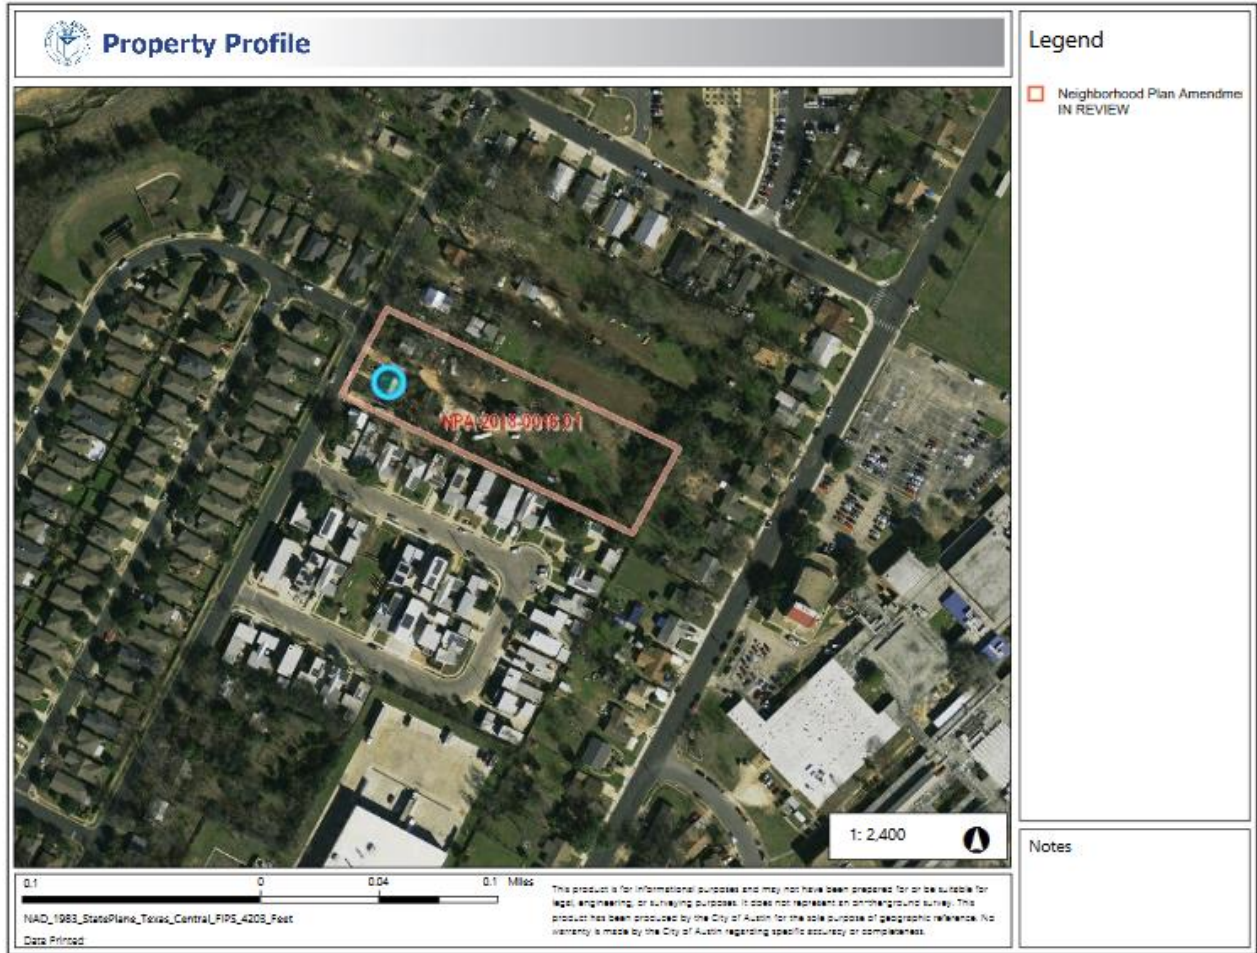 Property Profile
Legend
Neighborhood Plan Amendme
IN REVIEW
NPA-2018-0016.01
1: 2,400
Notes
0.1 0 0.04 0.1 Miles
NAD_1983_StatePlane_Texas_Central_FIPS_4203_Feet
Date Printed
This product is for informational purposes and may not have been prepared for or be suitable for
legal, engineering, or surveying purposes. It does not represent an on-the-ground survey. This
product has been produced by the City of Austin for the sole purpose of geographic reference. No
warranty is made by the City of Austin regarding specific accuracy or completeness.